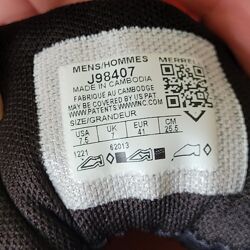 MENS/HOMMES MERRELL
J98407
MADE IN CAMBODIA
FABRIQUE AU CAMBODGE
MAY BE COVERED BY US PAT.
WWW.PATENTS.WWWINC.COM
SIZE/GRANDEUR
USA UK EUR CM
7.5 7 41 25.5
1221 62013